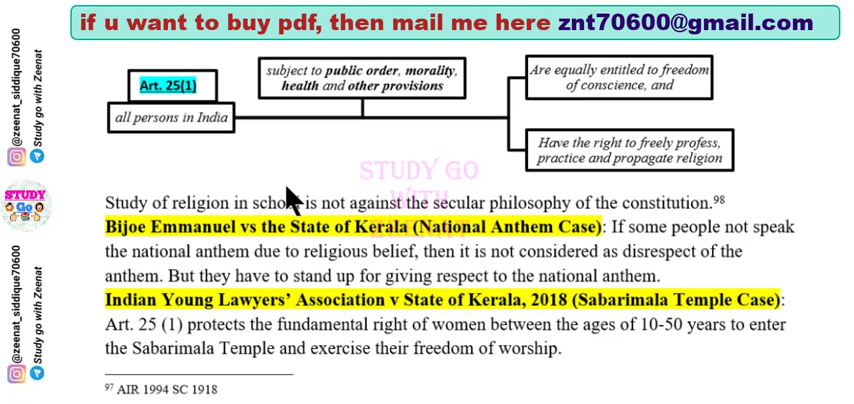 if u want to buy pdf, then mail me here znt70600@gmail.com
@zeenat_siddique70600
Study go with Zeenat
STUDY
Go
@zeenat_siddique70600
Study go with Zeenat
Art. 25(1)
all persons in India
subject to public order, morality,
health and other provisions
Are equally entitled to freedom
of conscience, and
Have the right to freely profess,
practice and propagate religion
STUDY GO
WITH
Study of religion in is not against the secular philosophy of the constitution.98
Bijoe Emmanuel vs the State of Kerala (National Anthem Case): If some people not speak
the national anthem due to religious belief, then it is not considered as disrespect of the
anthem. But they have to stand up for giving respect to the national anthem.
Indian Young Lawyers' Association v State of Kerala, 2018 (Sabarimala Temple Case):
Art. 25 (1) protects the fundamental right of women between the ages of 10-50 years to enter
the Sabarimala Temple and exercise their freedom of worship.
97 AIR 1994 SC 1918